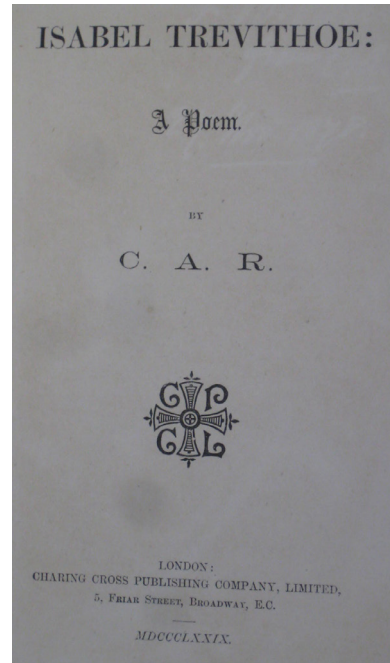 ISABEL TREVITHOE:
A Poem.
BY
C. A. R.
C P
C L
LONDON:
CHARING CROSS PUBLISHING COMPANY, LIMITED,
5, FRIAR STREET, BROADWAY, E.C.
MDCCCLXXIX.